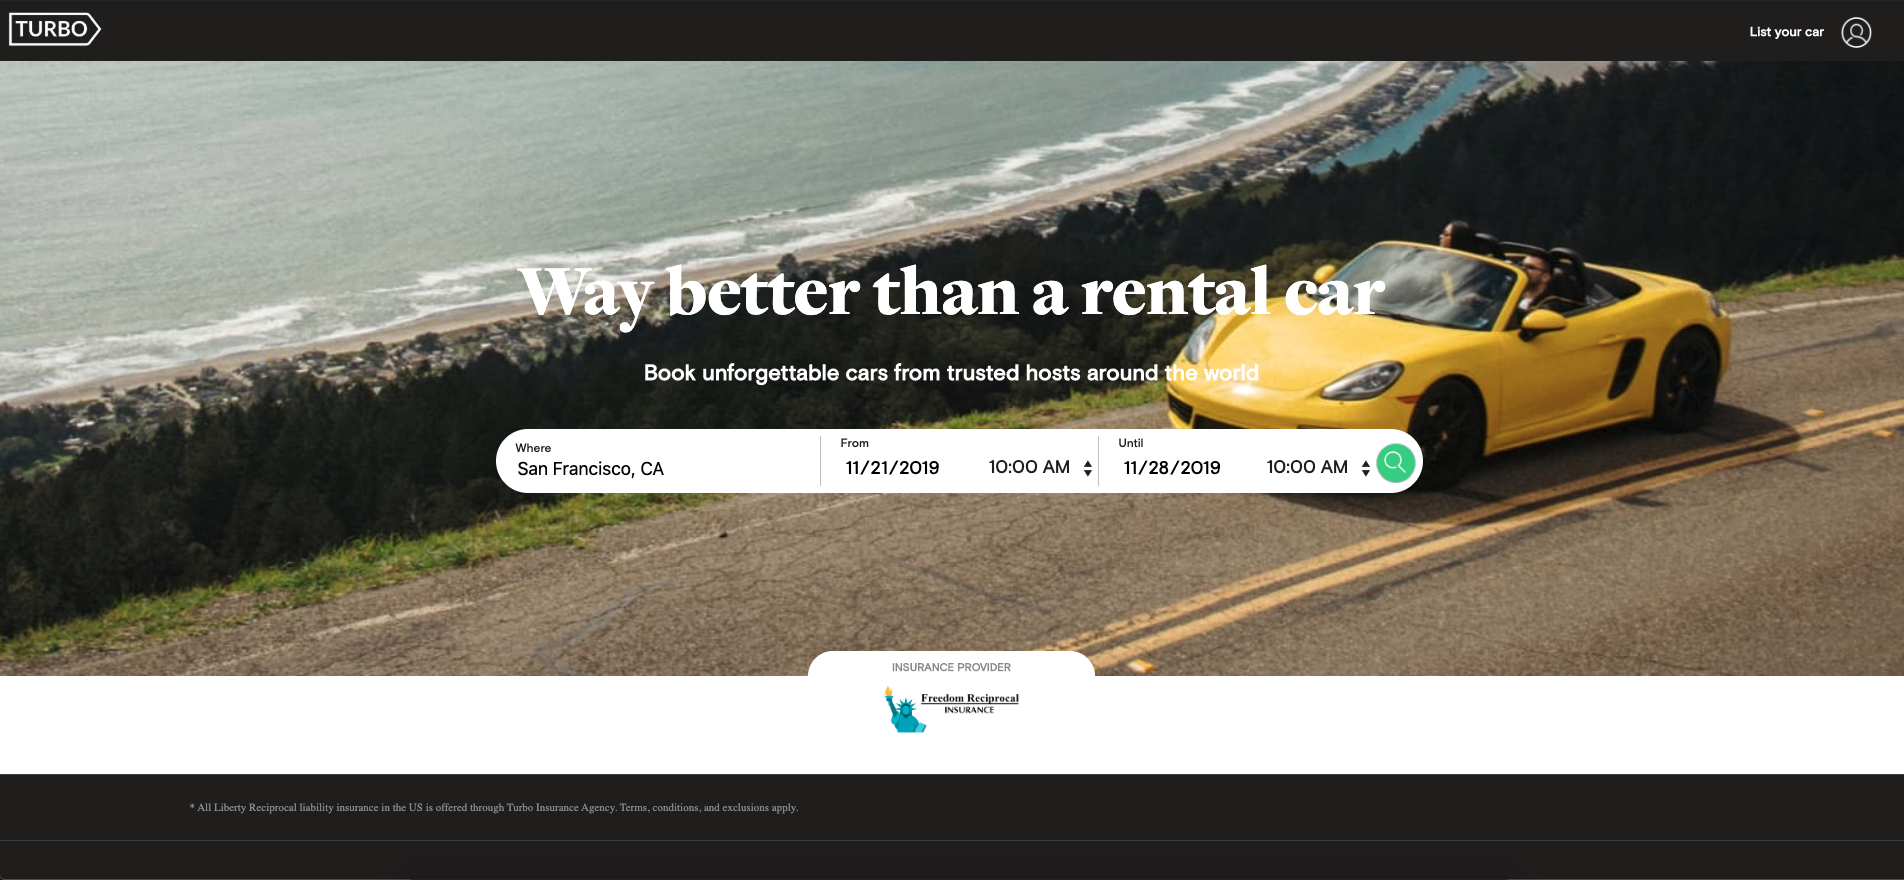 TURBO
List your car
Way better than a rental car
Book unforgettable cars from trusted hosts around the world
Where
San Francisco, CA
From
11/21/2019
10:00 AM
Until
11/28/2019
10:00 AM
INSURANCE PROVIDER
Freedom Reciprocal
INSURANCE
* All Liberty Reciprocal liability insurance in the US is offered through Turbo Insurance Agency. Terms, conditions, and exclusions apply.